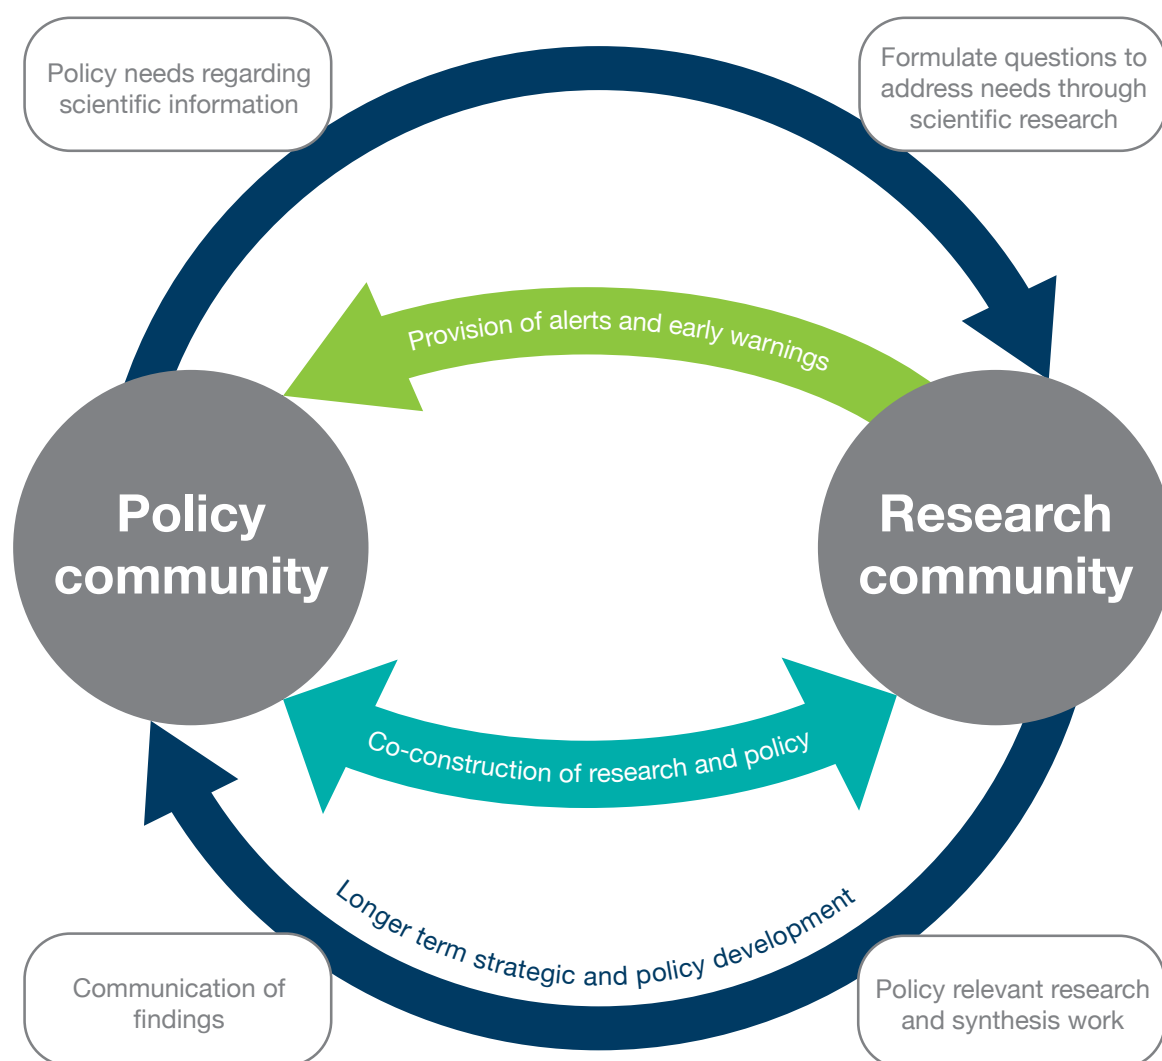 Policy needs regarding
scientific information
Formulate questions to
address needs through
scientific research
Provision of alerts and early warnings
Policy
community
Research
community
Co-construction of research and policy
Longer term strategic and policy development
Communication of
findings
Policy relevant research
and synthesis work